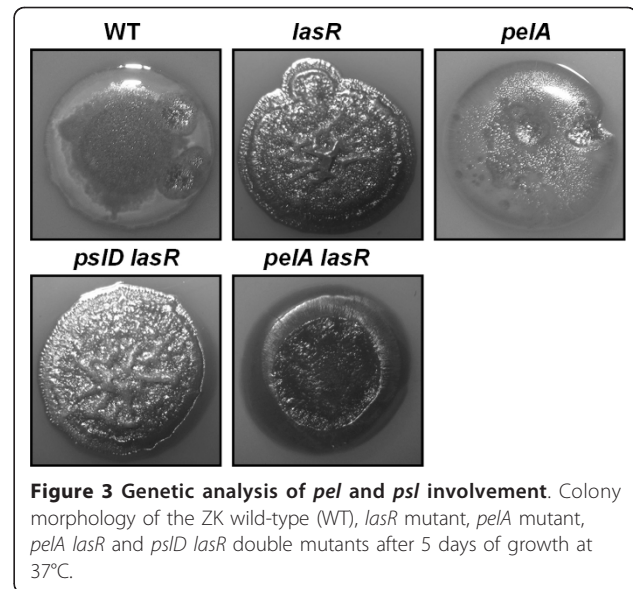 WT lasR pelA
pslD lasR pelA lasR
Figure 3 Genetic analysis of pel and psl involvement. Colony
morphology of the ZK wild-type (WT), lasR mutant, pelA mutant,
pelA lasR and pslD lasR double mutants after 5 days of growth at
37°C.